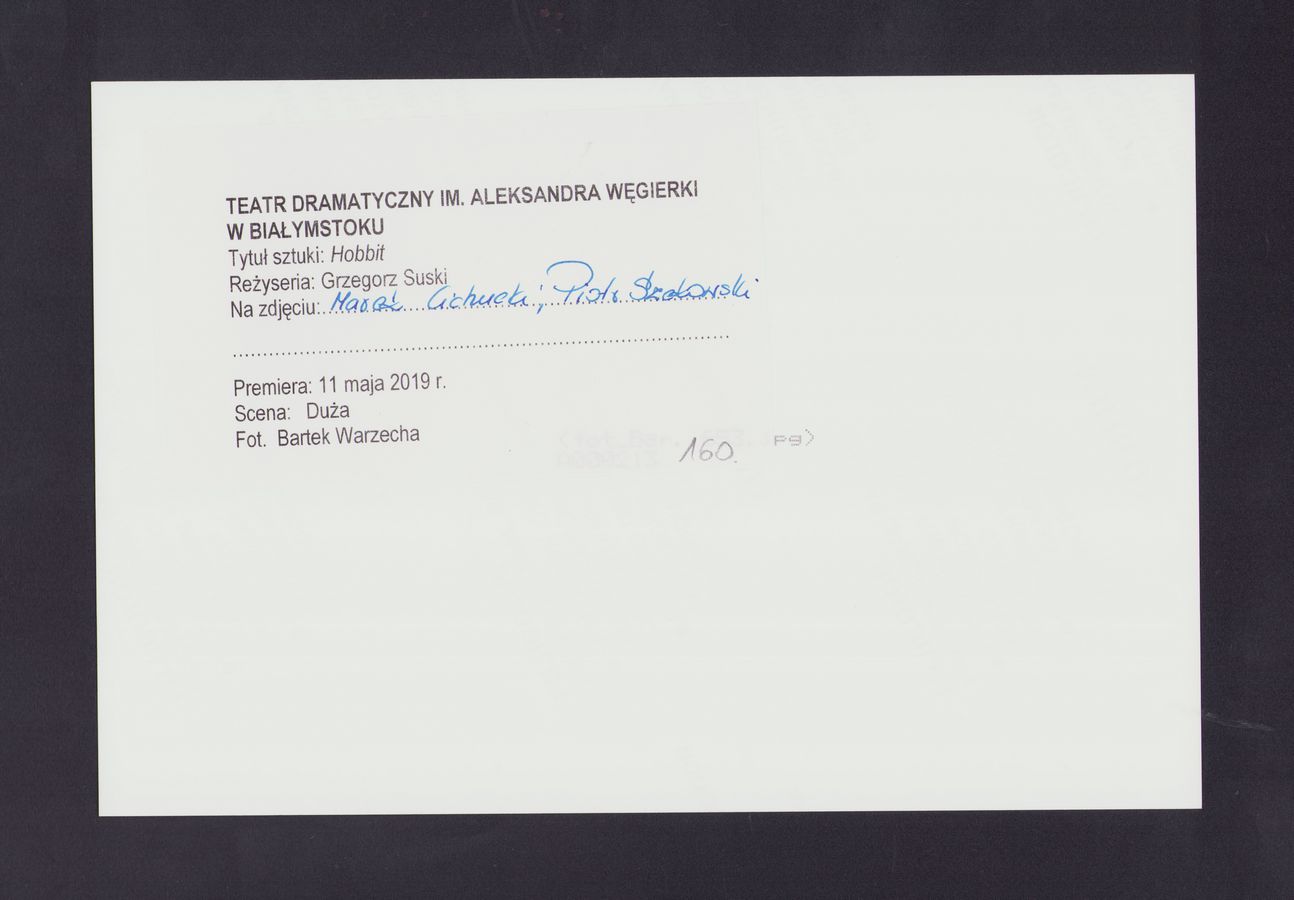 TEATR DRAMATYCZNY IM. ALEKSANDRA WĘGIERKI
W BIAŁYMSTOKU
Tytuł sztuki: Hobbit
Reżyseria: Grzegorz Suski
Na zdjęciu: Marek Cichucki, Piotr Szekowski
Premiera: 11 maja 2019 r.
Scena: Duża
Fot. Bartek Warzecha
160.